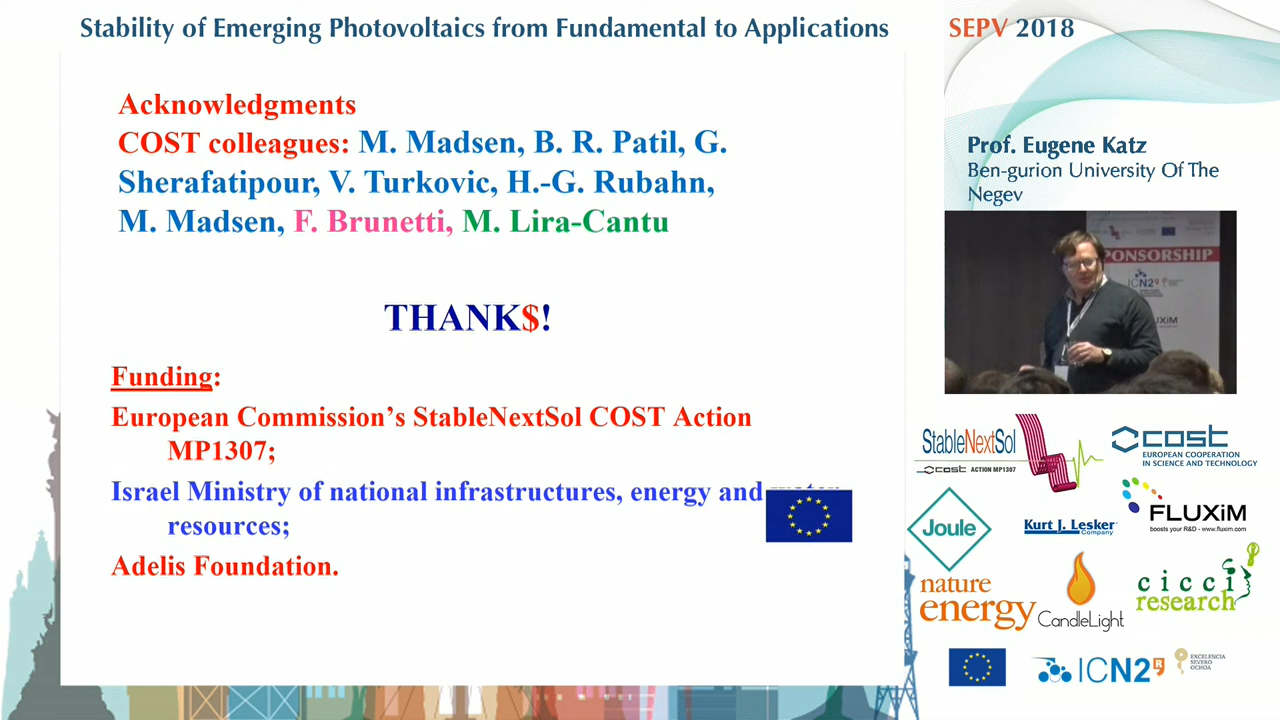 Stability of Emerging Photovoltaics from Fundamental to Applications
SEPV 2018
Acknowledgments
COST colleagues: M. Madsen, B. R. Patil, G.
Sherafatipour, V. Turkovic, H.-G. Rubahn,
M. Madsen, F. Brunetti, M. Lira-Cantu
THANK$!
Funding:
European Commission's StableNextSol COST Action
MP1307;
Israel Ministry of national infrastructures, energy and
resources;
Adelis Foundation.
Prof. Eugene Katz
Ben-gurion University Of The
Negev
PONSORSHIP
ICN2
UXiM
StableNextSol
cost ACTION MP1307
cost
EUROPEAN COOPERATION
IN SCIENCE AND TECHNOLOGY
Joule
Kurt J. Lesker
Company
FLUXiM
boosts your R&D - www.fluxim.com
nature
energy
CandleLight
cicci
research
ICN2
EXCELENCIA
SEVERO
OCHOA